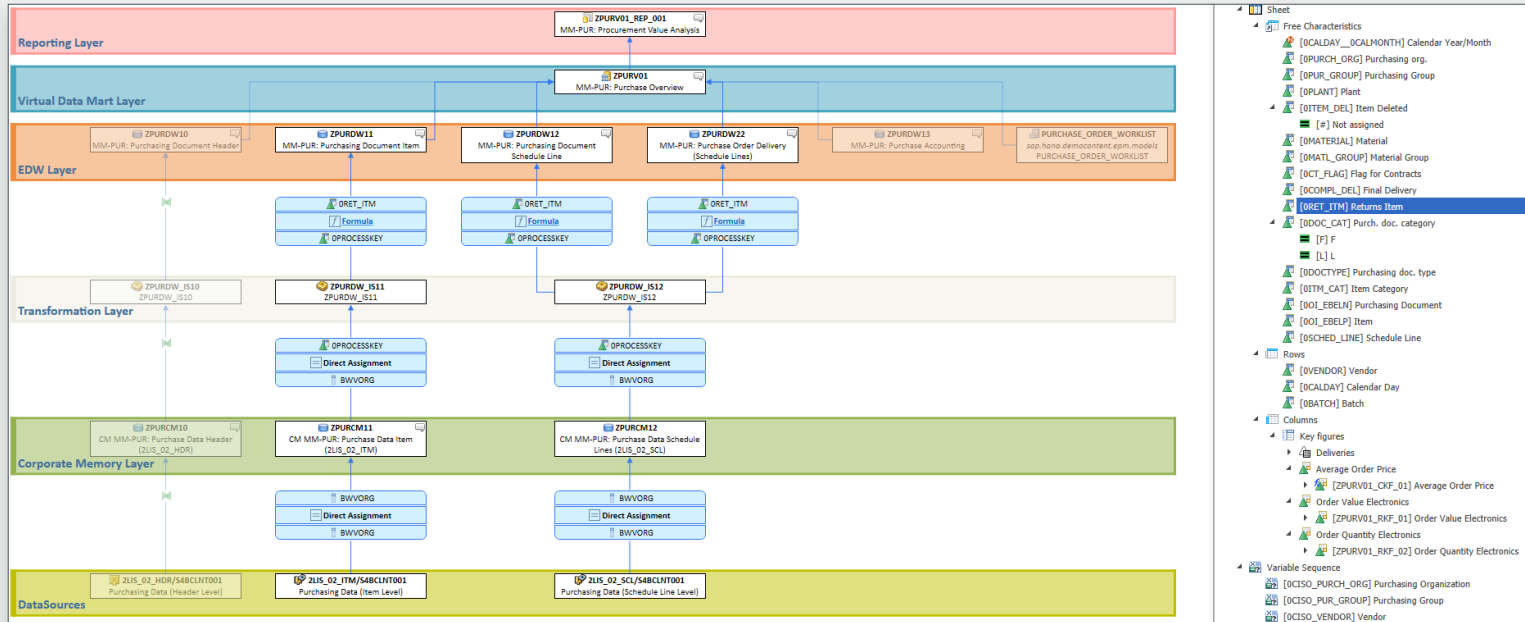 ZPURV01_REP_001
MM-PUR: Procurement Value Analysis
Reporting Layer
ZPURV01
MM-PUR: Purchase Overview
Virtual Data Mart Layer
ZPURDW10
MM-PUR: Purchasing Document Header
ZPURDW11
MM-PUR: Purchasing Document Item
ZPURDW12
MM-PUR: Purchasing Document
Schedule Line
ZPURDW22
MM-PUR: Purchase Order Delivery
(Schedule Lines)
ZPURDW13
MM-PUR: Purchase Accounting
PURCHASE_ORDER_WORKLIST
sap.hana.democontent.epm.models
PURCHASE_ORDER_WORKLIST
EDW Layer
0RET_ITM
Formula
0PROCESSKEY
0RET_ITM
Formula
0PROCESSKEY
0RET_ITM
Formula
0PROCESSKEY
ZPURDW_IS10
ZPURDW_IS10
ZPURDW_IS11
ZPURDW_IS11
ZPURDW_IS12
ZPURDW_IS12
Transformation Layer
0PROCESSKEY
Direct Assignment
BWVORG
0PROCESSKEY
Direct Assignment
BWVORG
ZPURCM10
CM MM-PUR: Purchase Data Header
(2LIS_02_HDR)
ZPURCM11
CM MM-PUR: Purchase Data Item
(2LIS_02_ITM)
ZPURCM12
CM MM-PUR: Purchase Data Schedule
Lines (2LIS_02_SCL)
Corporate Memory Layer
BWVORG
Direct Assignment
BWVORG
BWVORG
Direct Assignment
BWVORG
2LIS_02_HDR/S4BCLNT001
Purchasing Data (Header Level)
2LIS_02_ITM/S4BCLNT001
Purchasing Data (Item Level)
2LIS_02_SCL/S4BCLNT001
Purchasing Data (Schedule Line Level)
DataSources
Sheet
Free Characteristics
[0CALDAY__0CALMONTH] Calendar Year/Month
[0PURCH_ORG] Purchasing org.
[0PUR_GROUP] Purchasing Group
[0PLANT] Plant
[0ITEM_DEL] Item Deleted
[#] Not assigned
[0MATERIAL] Material
[0MATL_GROUP] Material Group
[0CT_FLAG] Flag for Contracts
[0COMPL_DEL] Final Delivery
[0RET_ITM] Returns Item
[0DOC_CAT] Purch. doc. category
[F] F
[L] L
[0DOCTYPE] Purchasing doc. type
[0ITM_CAT] Item Category
[0OI_EBELN] Purchasing Document
[0OI_EBELP] Item
[0SCHED_LINE] Schedule Line
Rows
[0VENDOR] Vendor
[0CALDAY] Calendar Day
[0BATCH] Batch
Columns
Key figures
Deliveries
Average Order Price
[ZPURV01_CKF_01] Average Order Price
Order Value Electronics
[ZPURV01_RKF_01] Order Value Electronics
Order Quantity Electronics
[ZPURV01_RKF_02] Order Quantity Electronics
Variable Sequence
[0CISO_PURCH_ORG] Purchasing Organization
[0CISO_PUR_GROUP] Purchasing Group
[0CISO_VENDOR] Vendor